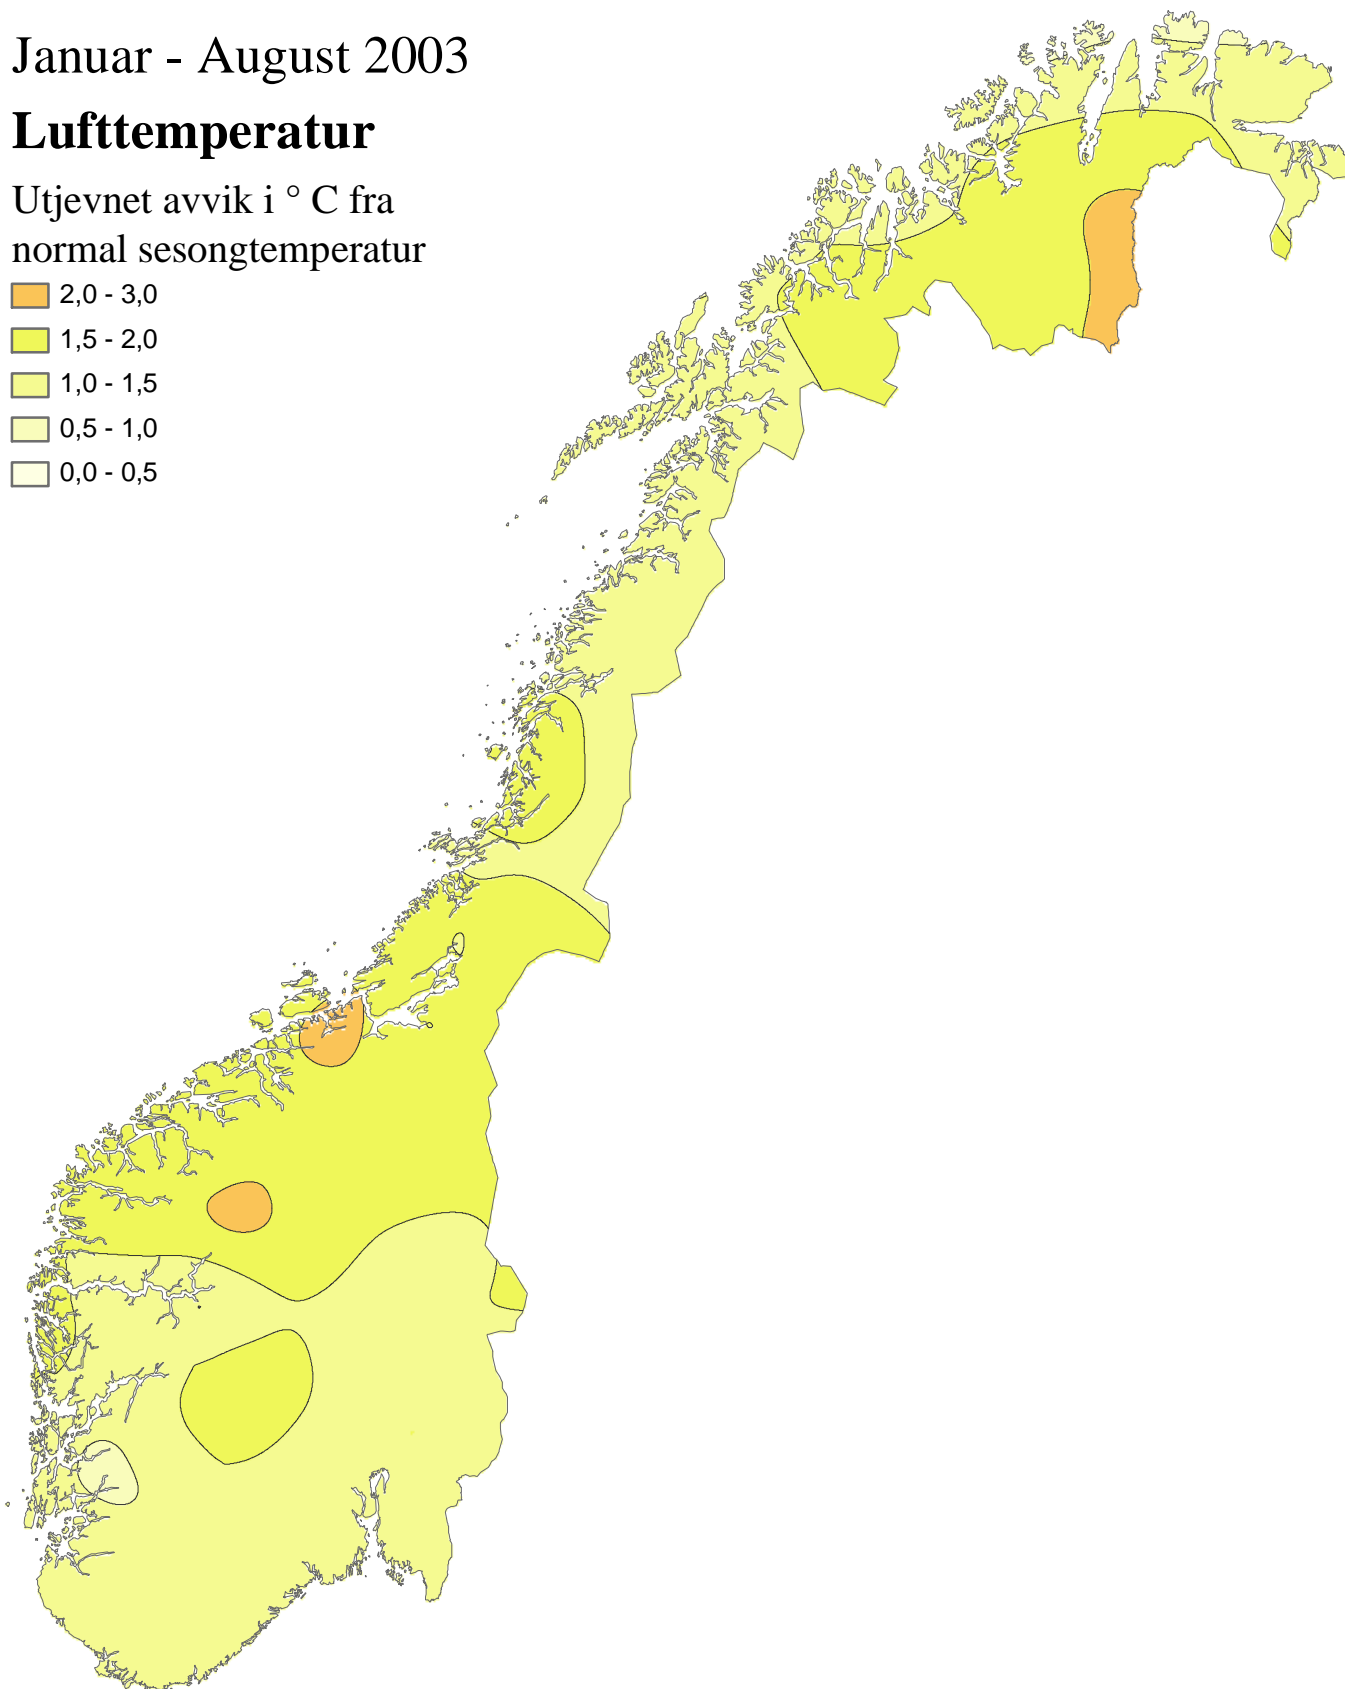 Januar - August 2003
Lufttemperatur
Utjevnet avvik i ° C fra
normal sesongtemperatur
2,0 - 3,0
1,5 - 2,0
1,0 - 1,5
0,5 - 1,0
0,0 - 0,5